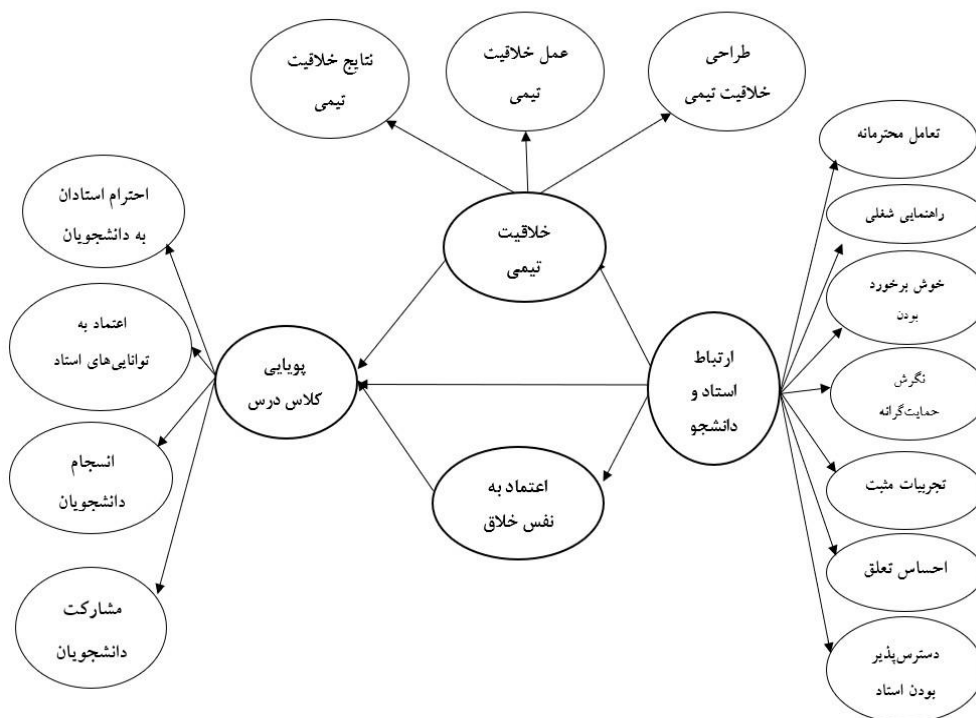 طراحی
خلاقیت تیمی
عمل خلاقیت
تیمی
نتایج خلاقیت
تیمی
تعامل محترمانه
راهنمایی شغلی
خوش برخورد
بودن
نگرش
حمایت‌گرانه
تجربیات مثبت
احساس تعلق
دسترس‌پذیر
بودن استاد
ارتباط
استاد و
دانشجو
خلاقیت
تیمی
اعتماد به
نفس خلاق
پویایی
کلاس درس
احترام استادان
به دانشجویان
اعتماد به
توانایی‌های استاد
انسجام
دانشجویان
مشارکت
دانشجویان